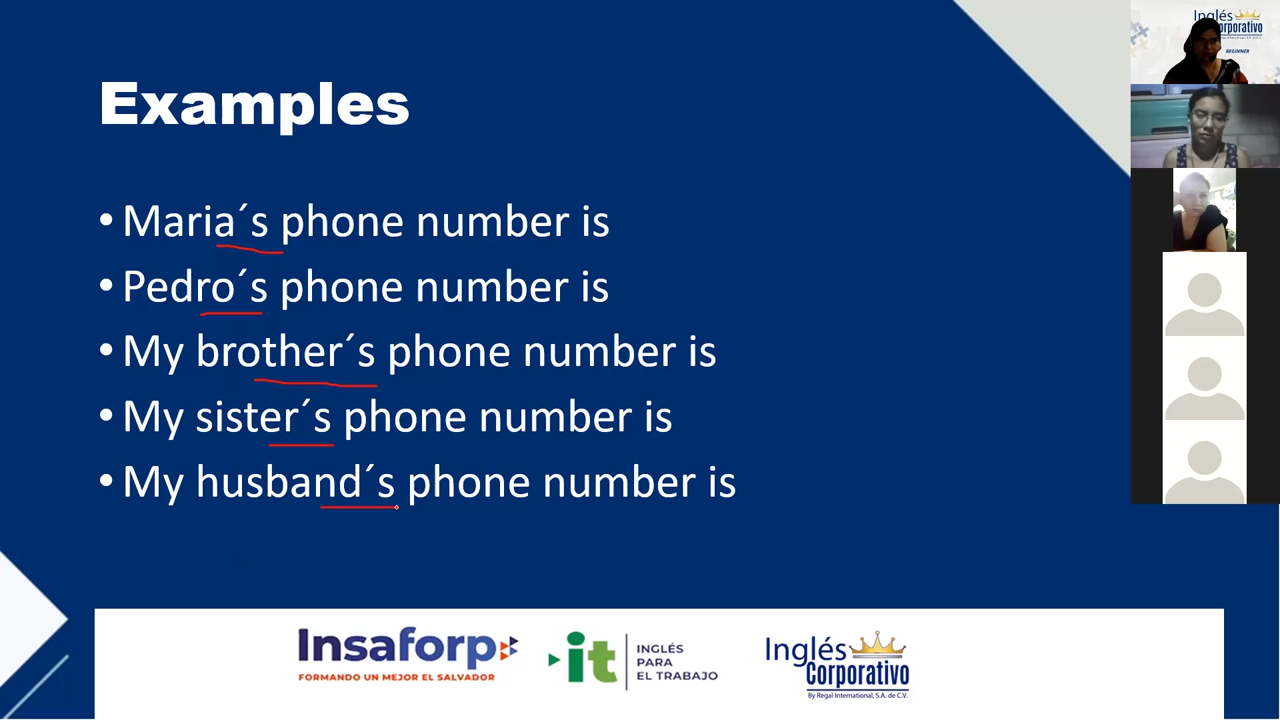 Examples
• Maria´s phone number is
• Pedro´s phone number is
• My brother´s phone number is
• My sister´s phone number is
• My husband´s phone number is
Insaforp
FORMANDO UN MEJOR EL SALVADOR
it
INGLÉS
PARA
EL TRABAJO
Inglés
Corporativo
By Regal International, S.A. de C.V.
Inglés
Corporativo
BEGINNER